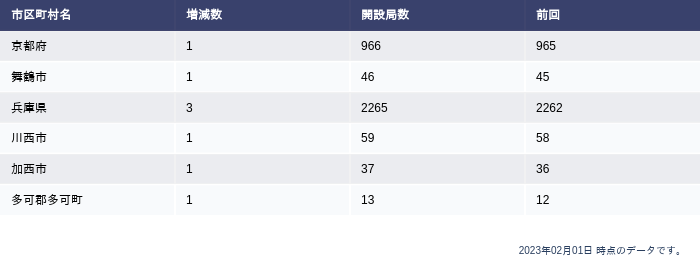 市区町村名 増減数 開設局数 前回
京都府 1 966 965
舞鶴市 1 46 45
兵庫県 3 2265 2262
川西市 1 59 58
加西市 1 37 36
多可郡多可町 1 13 12
2023年02月01日 時点のデータです。